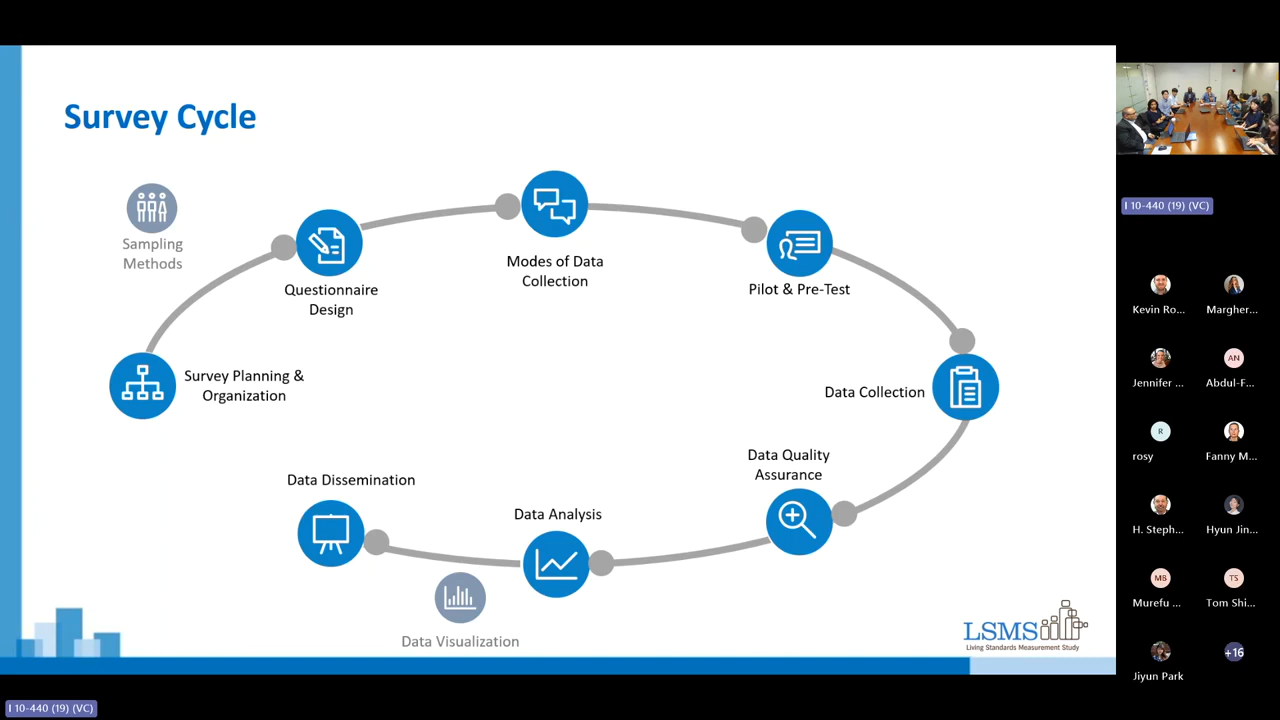 Survey Cycle
Sampling
Methods
Questionnaire
Design
Modes of Data
Collection
Pilot & Pre-Test
Survey Planning &
Organization
Data Collection
Data Quality
Assurance
Data Dissemination
Data Analysis
Data Visualization
LSMS
Living Standards Measurement Study
I 10-440 (19) (VC)
Kevin Ro...
Margher...
Jennifer ...
AN
Abdul-F...
R
rosy
Fanny M...
H. Steph...
Hyun Jin...
MB
Murefu ...
TS
Tom Shi...
Jiyun Park
+16
I 10-440 (19) (VC)